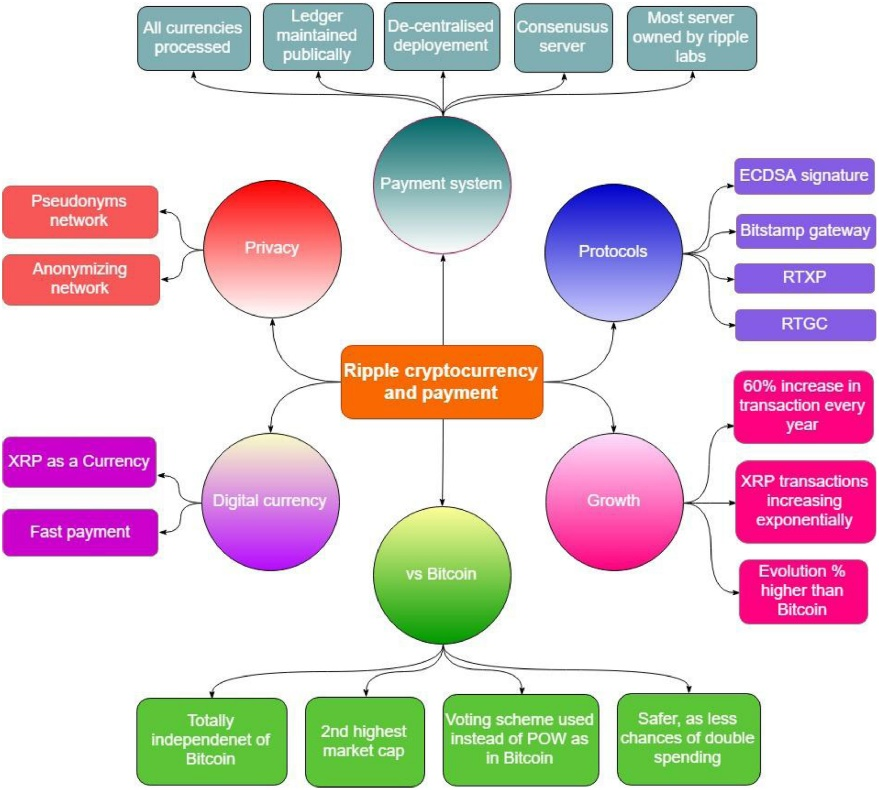 All currencies
processed
Ledger
maintained
publically
De-centralised
deployement
Consenusus
server
Most server
owned by ripple
labs
Payment system
Pseudonyms
network
Anonymizing
network
Privacy
Protocols
ECDSA signature
Bitstamp gateway
RTXP
RTGC
Ripple cryptocurrency
and payment
XRP as a Currency
Fast payment
Digital currency
vs Bitcoin
Growth
60% increase in
transaction every
year
XRP transactions
increasing
exponentially
Evolution %
higher than
Bitcoin
Totally
independenet of
Bitcoin
2nd highest
market cap
Voting scheme used
instead of POW as
in Bitcoin
Safer, as less
chances of double
spending